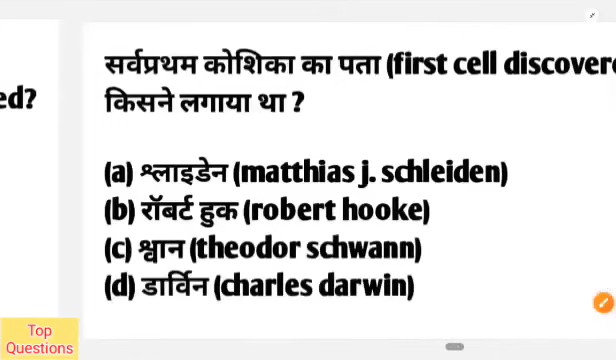 ed?
सर्वप्रथम कोशिका का पता (first cell discover
किसने लगाया था ?
(a) श्लाइडेन (matthias j. schleiden)
(b) रॉबर्ट हुक (robert hooke)
(c) श्वान (theodor schwann)
(d) डार्विन (charles darwin)
Top
Questions